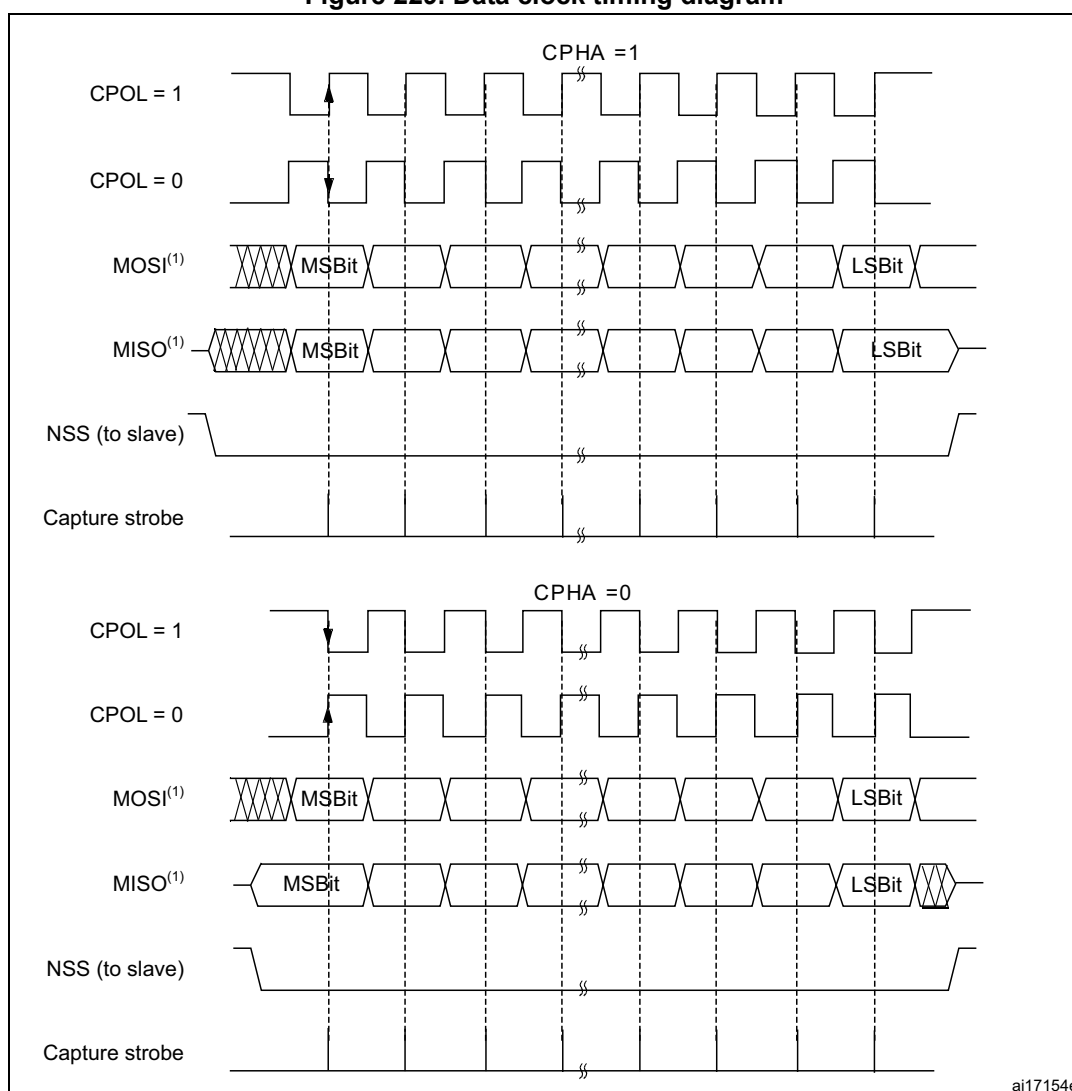 Figure 229. Data clock timing diagram
CPHA =1
CPOL = 1
CPOL = 0
MOSI(1)
MSBit
LSBit
MISO(1)
MSBit
LSBit
NSS (to slave)
Capture strobe
CPHA =0
CPOL = 1
CPOL = 0
MOSI(1)
MSBit
LSBit
MISO(1)
MSBit
LSBit
NSS (to slave)
Capture strobe
ai17154e